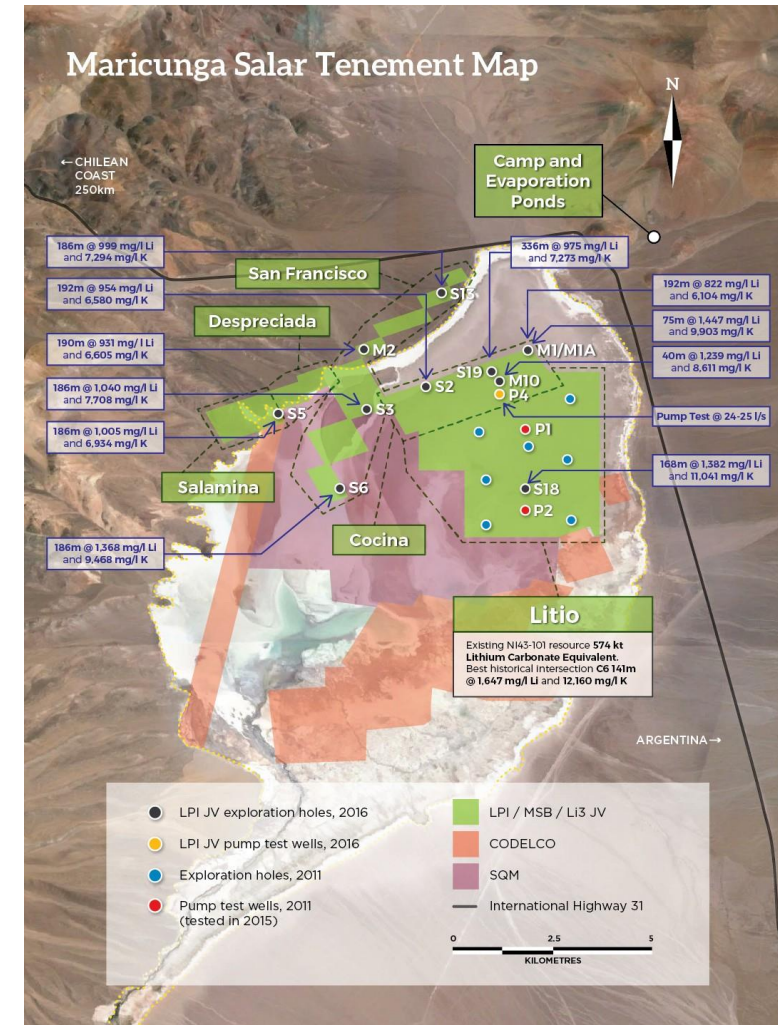 Maricunga Salar Tenement Map
N
←CHILEAN
COAST
250km
Camp and
Evaporation
Ponds
186m @ 999 mg/l Li
and 7,294 mg/l K
336m @ 975 mg/l Li
and 7,273 mg/l K
San Francisco
192m @ 954 mg/l Li
and 6,580 mg/l K
S13
192m @ 822 mg/l Li
and 6,104 mg/l K
Despreciada
75m @ 1,447 mg/l Li
and 9,903 mg/l K
190m @ 931 mg/l Li
and 6,605 mg/l K
M2
M1/M1A
40m @ 1,239 mg/l Li
and 8,611 mg/l K
S19
M10
S2
P4
186m @ 1,040 mg/l Li
and 7,708 mg/l K
S5
S3
Pump Test @ 24-25 l/s
186m @ 1,005 mg/l Li
and 6,934 mg/l K
P1
168m @ 1,382 mg/l Li
and 11,041 mg/l K
Salamina
S6
S18
P2
Cocina
186m @ 1,368 mg/l Li
and 9,468 mg/l K
Litio
Existing NI43-101 resource 574 kt
Lithium Carbonate Equivalent.
Best historical intersection C6 141m
@ 1,647 mg/l Li and 12,160 mg/l K
ARGENTINA→
LPI JV exploration holes, 2016
LPI JV pump test wells, 2016
Exploration holes, 2011
Pump test wells, 2011
(tested in 2015)
LPI / MSB / Li3 JV
CODELCO
SQM
International Highway 31
0 2,5 5
KILOMETRES